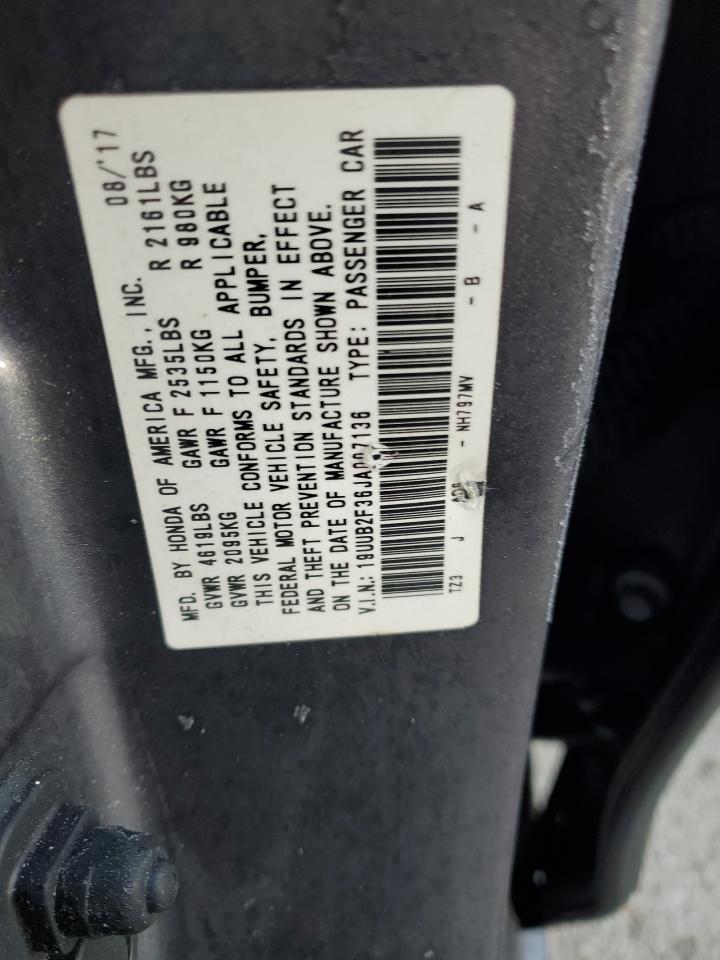 08/'17
MFD. BY HONDA OF AMERICA MFG., INC.
GVWR 4619LBS GAWR F 2535LBS R 2161LBS
GVWR 2095KG GAWR F 1150KG R 980KG
THIS VEHICLE CONFORMS TO ALL APPLICABLE
FEDERAL MOTOR VEHICLE SAFETY, BUMPER,
AND THEFT PREVENTION STANDARDS IN EFFECT
ON THE DATE OF MANUFACTURE SHOWN ABOVE.
V.I.N.: 19UUB2F36JA007136 TYPE: PASSENGER CAR
TZ3 J - NH797MV - B - A